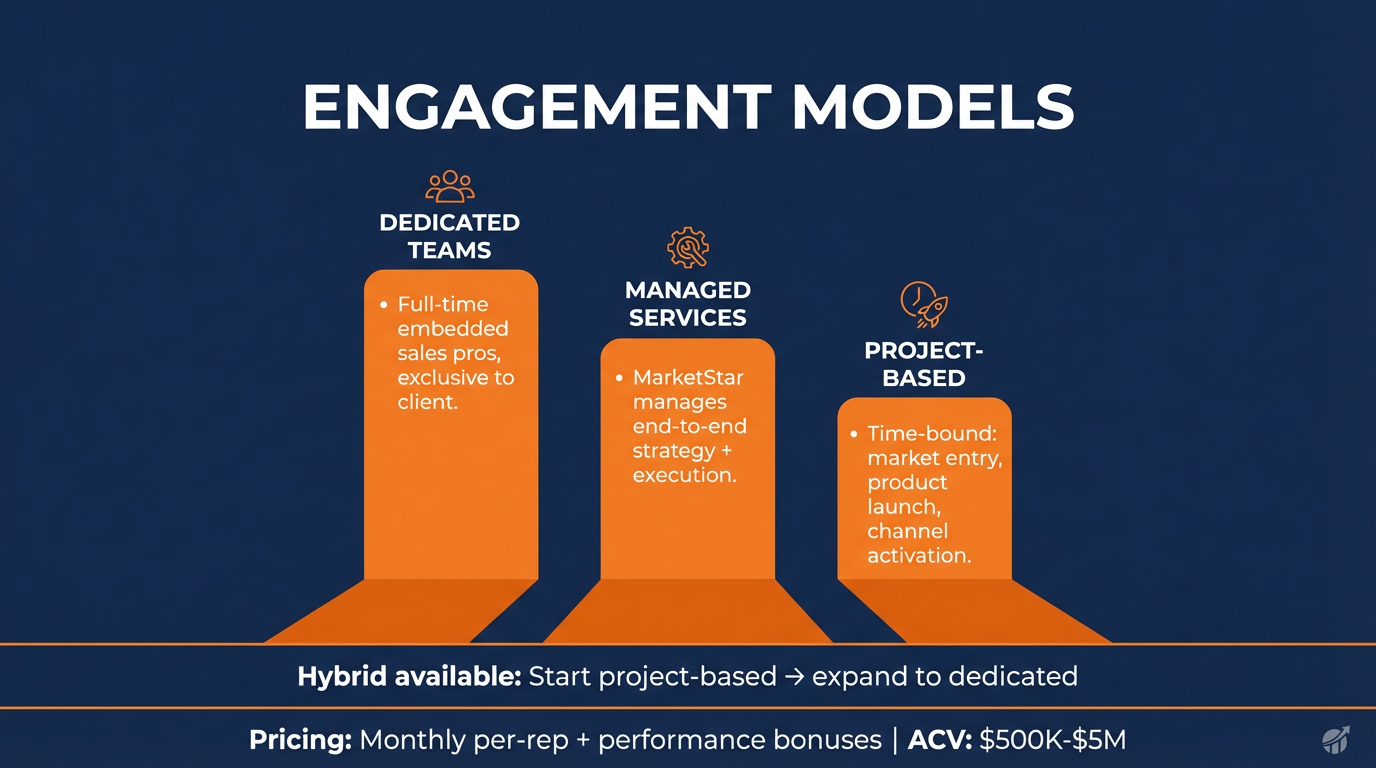 ENGAGEMENT MODELS
DEDICATED
TEAMS
• Full-time
embedded
sales pros,
exclusive to
client.
MANAGED
SERVICES
• MarketStar
manages
end-to-end
strategy +
execution.
PROJECT-
BASED
• Time-bound:
market entry,
product
launch,
channel
activation.
Hybrid available: Start project-based → expand to dedicated
Pricing: Monthly per-rep + performance bonuses | ACV: $500K-$5M